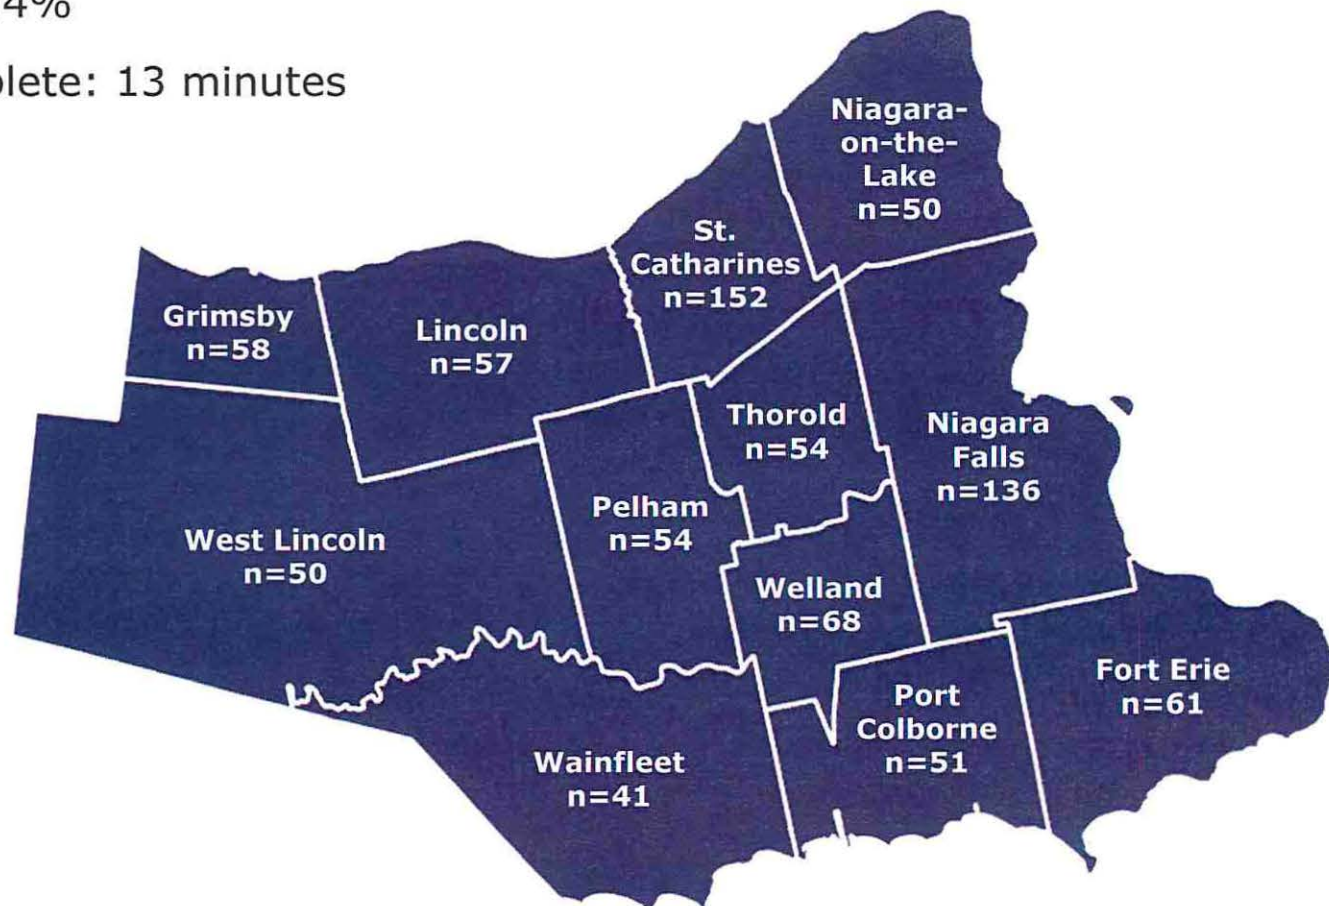 4%
plete: 13 minutes
Niagara-
on-the-
Lake
n=50
St.
Catharines
n=152
Grimsby
n=58
Lincoln
n=57
Thorold
n=54
Niagara
Falls
n=136
Pelham
n=54
West Lincoln
n=50
Welland
n=68
Fort Erie
n=61
Port
Colborne
n=51
Wainfleet
n=41